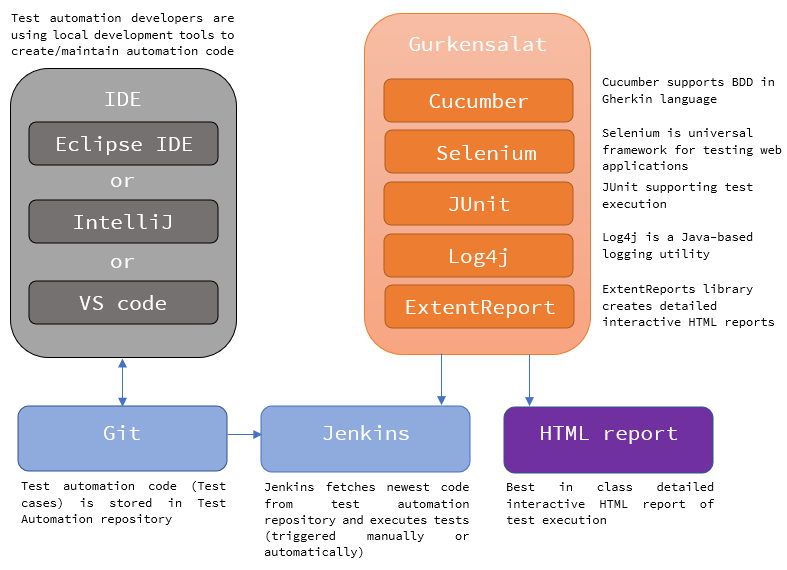 Test automation developers are
using local development tools to
create/maintain automation code
IDE
Eclipse IDE
or
IntelliJ
or
VS code
Gurkensalat
Cucumber
Selenium
JUnit
Log4j
ExtentReport
Cucumber supports BDD in
Gherkin language
Selenium is universal
framework for testing web
applications
JUnit supporting test
execution
Log4j is a Java-based
logging utility
ExtentReports library
creates detailed
interactive HTML reports
Git
Jenkins
HTML report
Test automation code (Test
cases) is stored in Test
Automation repository
Jenkins fetches newest code
from test automation
repository and executes tests
(triggered manually or
automatically)
Best in class detailed
interactive HTML report of
test execution